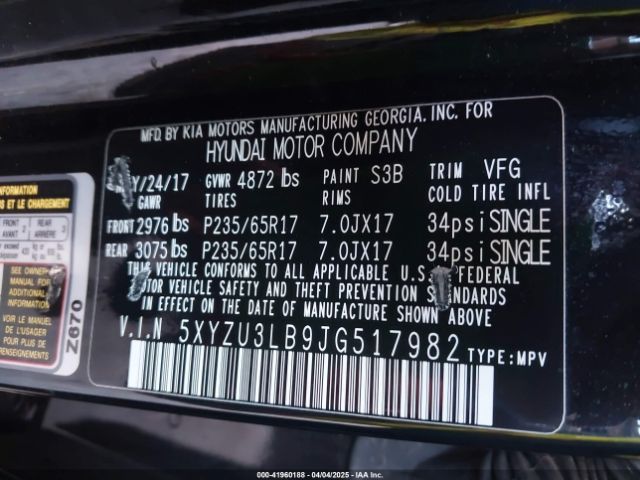 MFD. BY KIA MOTORS MANUFACTURING GEORGIA. INC. FOR
HYUNDAI MOTOR COMPANY
Y/24/17 GVWR 4872 lbs PAINT S3B TRIM VFG
GAWR TIRES RIMS COLD TIRE INFL
FRONT 2976 lbs P235/65R17 7.0JX17 34psi SINGLE
REAR 3075 lbs P235/65R17 7.0JX17 34psi SINGLE
THIS VEHICLE CONFORMS TO ALL APPLICABLE U.S. FEDERAL
MOTOR VEHICLE SAFETY AND THEFT PREVENTION STANDARDS
IN EFFECT ON THE DATE OF MANUFACTURE SHOWN ABOVE.
V.I.N 5XYZU3LB9JG517982 TYPE:MPV
INFORMATION
ET LE CHARGEMENT
FRONT 2 REAR 3
AVANT ARRIERE
SEE OWNER
MANUAL FOR
ADDITIONAL
VOIR LE MANUEL
DE L'USAGER
POUR PLUS DE
RENSEIGNEMENTS
Z670
000-41960188 - 04/04/2025 - IAA Inc.